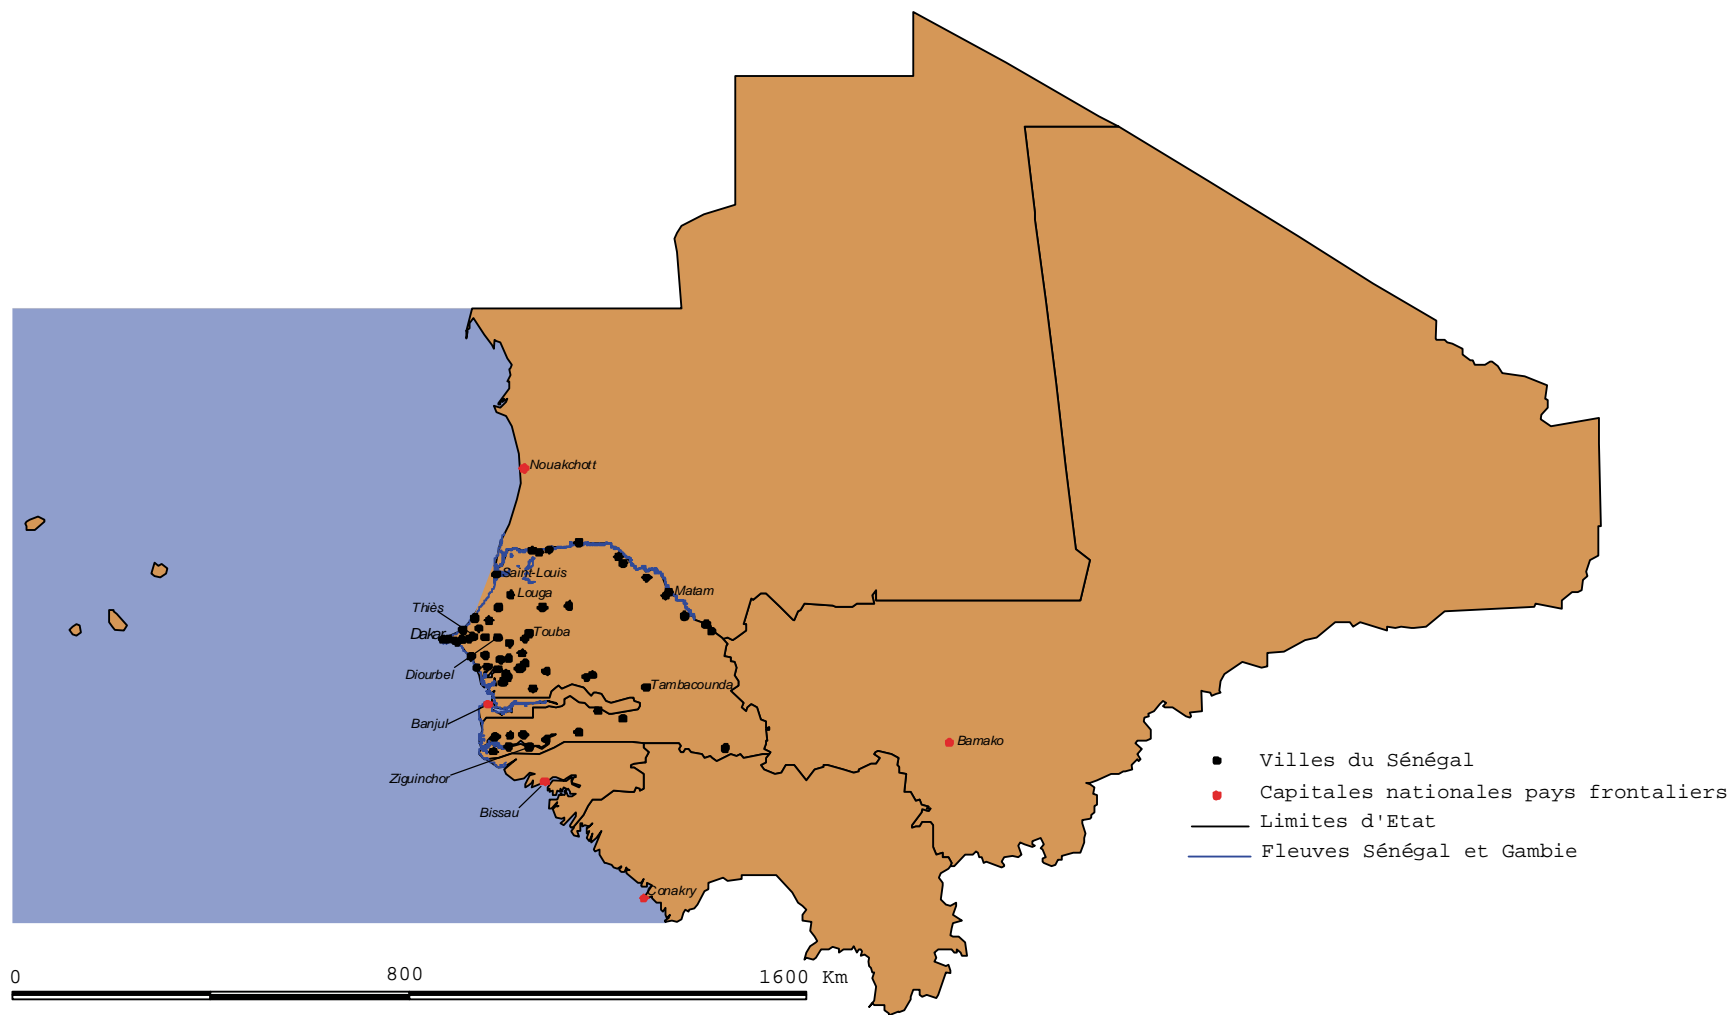 Nouakchott
Saint-Louis
Louga
Matam
Thiès
Dakar
Touba
Diourbel
Tambacounda
Banjul
Bamako
Ziguinchor
Bissau
Conakry
Villes du Sénégal
Capitales nationales pays frontaliers
Limites d'Etat
Fleuves Sénégal et Gambie
0 800 1600 Km